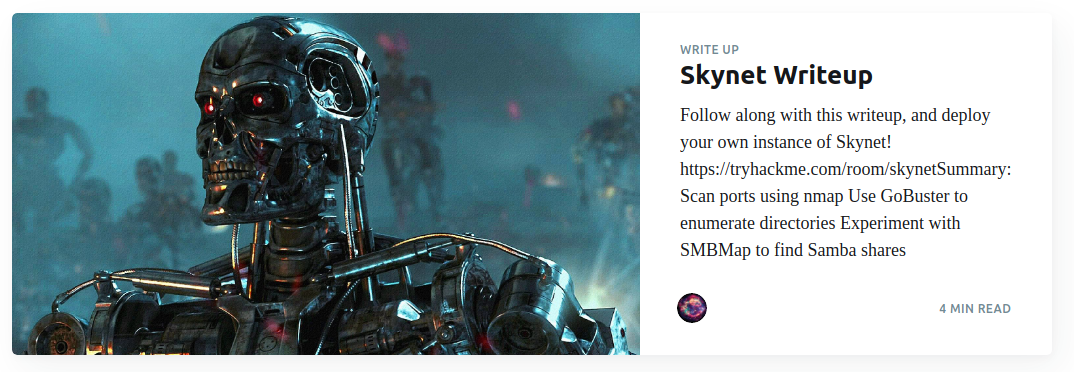 WRITE UP
Skynet Writeup
Follow along with this writeup, and deploy
your own instance of Skynet!
https://tryhackme.com/room/skynetSummary:
Scan ports using nmap Use GoBuster to
enumerate directories Experiment with
SMBMap to find Samba shares
4 MIN READ